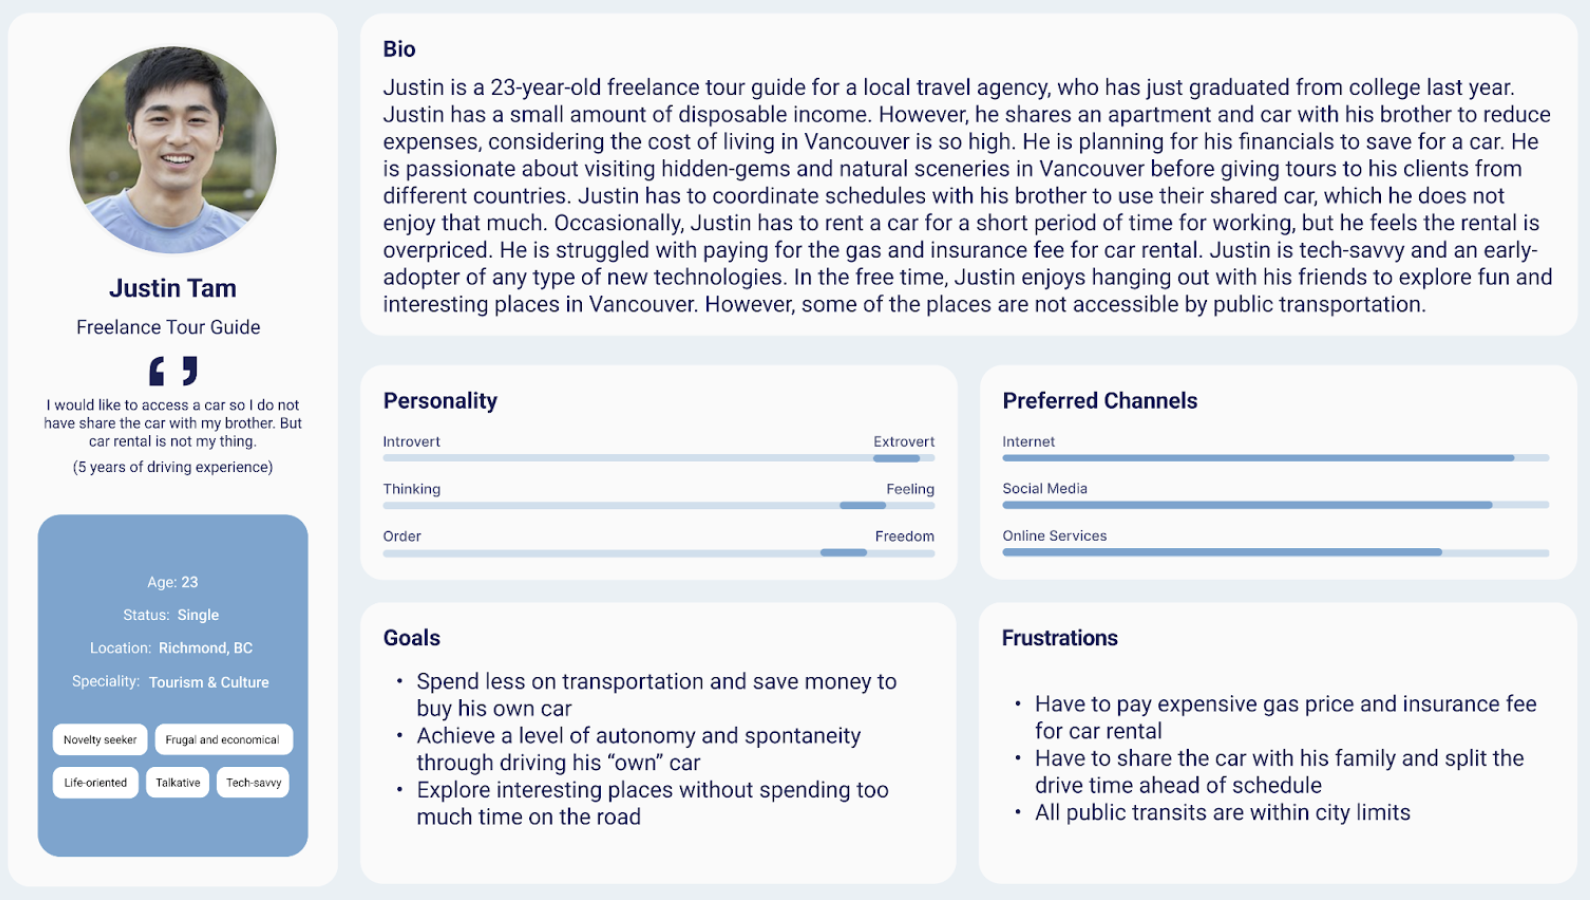 Justin Tam
Freelance Tour Guide
I would like to access a car so I do not
have share the car with my brother. But
car rental is not my thing.
(5 years of driving experience)
Age: 23
Status: Single
Location: Richmond, BC
Speciality: Tourism & Culture
Novelty seeker
Frugal and economical
Life-oriented
Talkative
Tech-savvy
Bio
Justin is a 23-year-old freelance tour guide for a local travel agency, who has just graduated from college last year.
Justin has a small amount of disposable income. However, he shares an apartment and car with his brother to reduce
expenses, considering the cost of living in Vancouver is so high. He is planning for his financials to save for a car. He
is passionate about visiting hidden-gems and natural sceneries in Vancouver before giving tours to his clients from
different countries. Justin has to coordinate schedules with his brother to use their shared car, which he does not
enjoy that much. Occasionally, Justin has to rent a car for a short period of time for working, but he feels the rental is
overpriced. He is struggled with paying for the gas and insurance fee for car rental. Justin is tech-savvy and an early-
adopter of any type of new technologies. In the free time, Justin enjoys hanging out with his friends to explore fun and
interesting places in Vancouver. However, some of the places are not accessible by public transportation.
Personality
Introvert Extrovert
Thinking Feeling
Order Freedom
Preferred Channels
Internet
Social Media
Online Services
Goals
• Spend less on transportation and save money to
buy his own car
• Achieve a level of autonomy and spontaneity
through driving his “own” car
• Explore interesting places without spending too
much time on the road
Frustrations
• Have to pay expensive gas price and insurance fee
for car rental
• Have to share the car with his family and split the
drive time ahead of schedule
• All public transits are within city limits